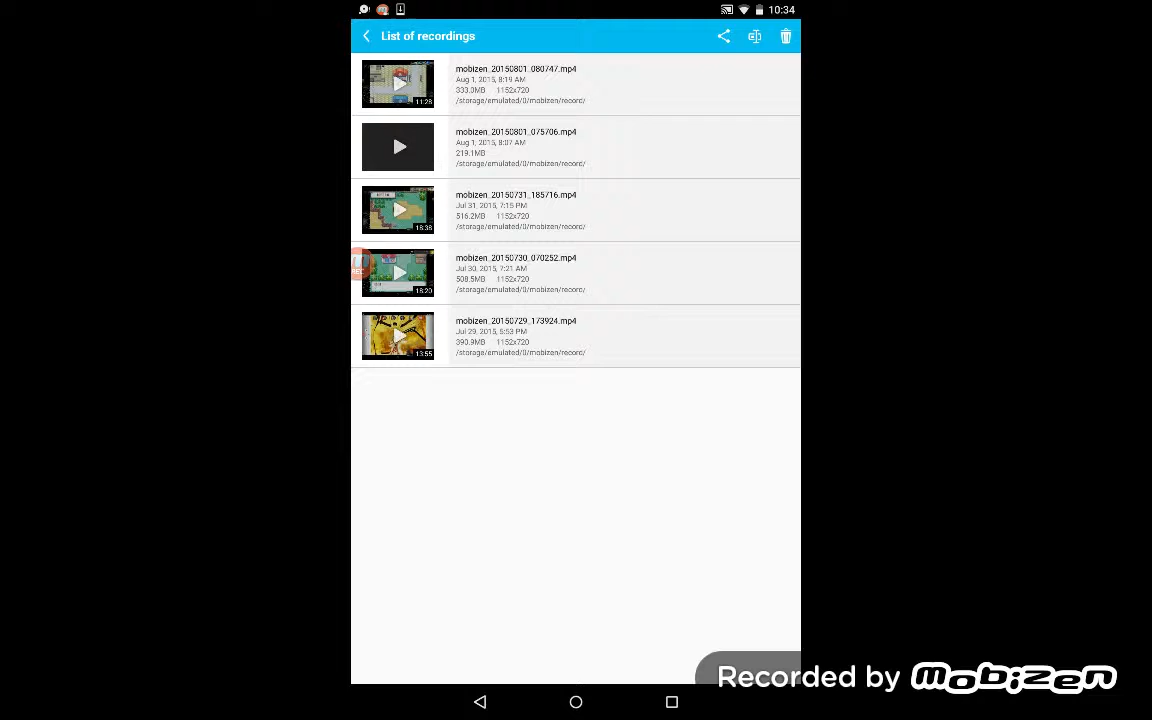 10:34
List of recordings
mobizen_20150801_080747.mp4
Aug 1, 2015, 8:19 AM
333.0MB 1152x720
/storage/emulated/0/mobizen/record/
11:28
mobizen_20150801_075706.mp4
Aug 1, 2015, 8:07 AM
219.1MB
/storage/emulated/0/mobizen/record/
mobizen_20150731_185716.mp4
Jul 31, 2015, 7:15 PM
516.2MB 1152x720
/storage/emulated/0/mobizen/record/
18:38
REC
mobizen_20150730_070252.mp4
Jul 30, 2015, 7:21 AM
508.5MB 1152x720
/storage/emulated/0/mobizen/record/
18:20
mobizen_20150729_173924.mp4
Jul 29, 2015, 5:53 PM
390.9MB 1152x720
/storage/emulated/0/mobizen/record/
13:55
Recorded by mobizen